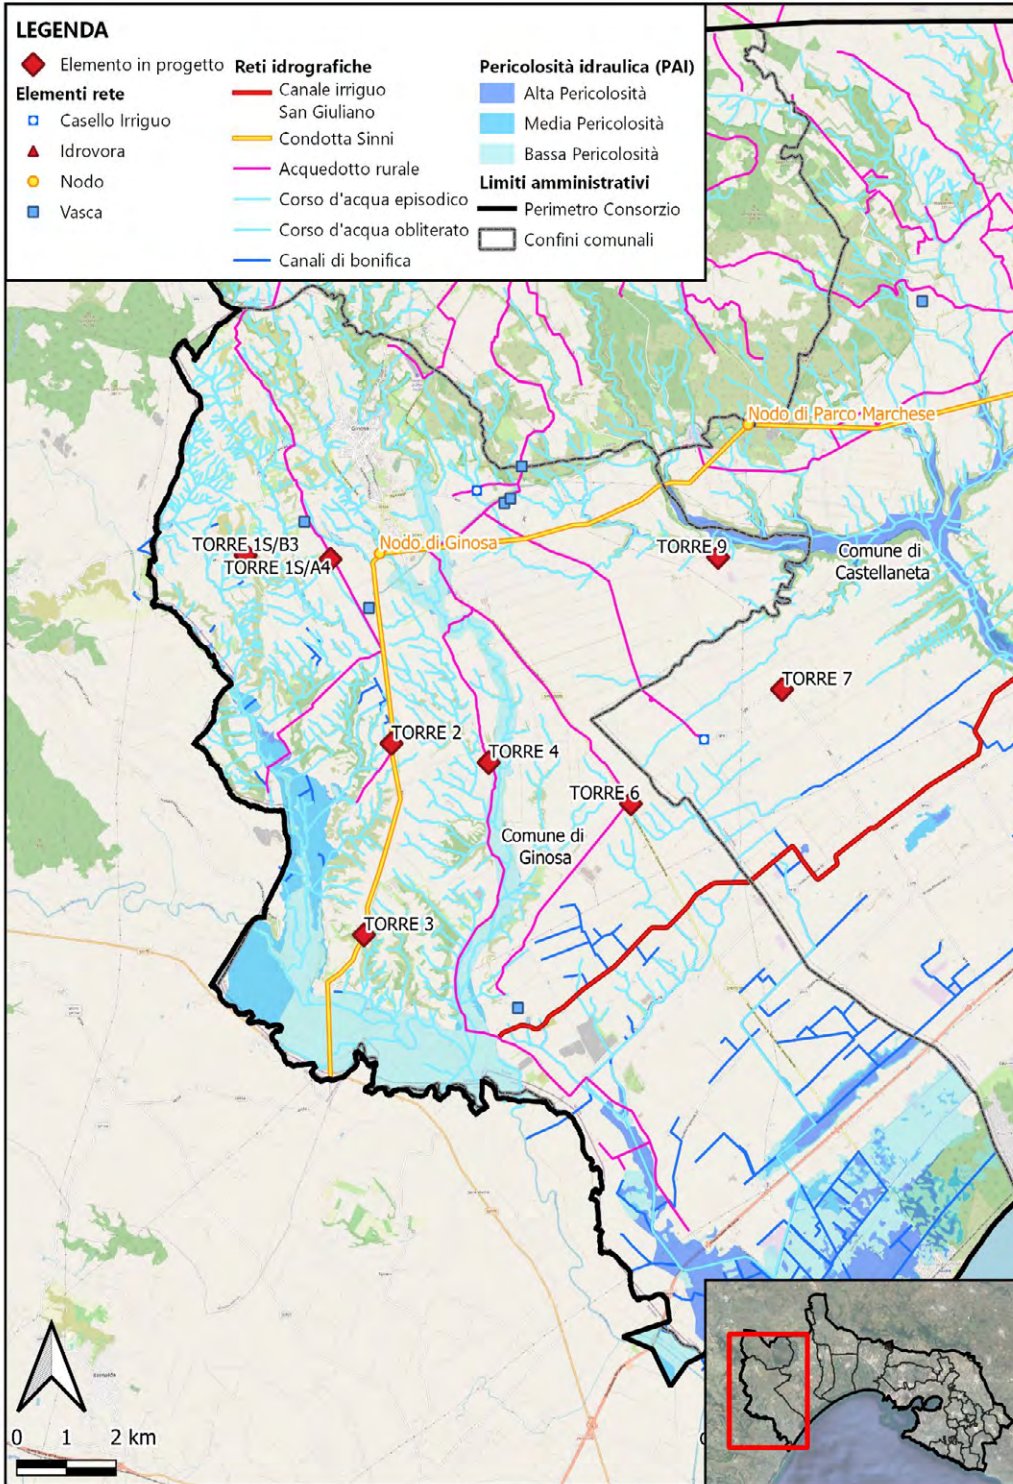 LEGENDA
Elemento in progetto
Elementi rete
Casello Irriguo
Idrovora
Nodo
Vasca
Reti idrografiche
Canale irriguo
San Giuliano
Condotta Sinni
Acquedotto rurale
Corso d'acqua episodico
Corso d'acqua obliterato
Canali di bonifica
Pericolosità idraulica (PAI)
Alta Pericolosità
Media Pericolosità
Bassa Pericolosità
Limiti amministrativi
Perimetro Consorzio
Confini comunali
Nodo di Parco Marchese
Ginosa
Nodo di Ginosa
TORRE 1S/B3
TORRE 1S/A4
TORRE 9
Comune di
Castellaneta
TORRE 7
TORRE 2
TORRE 4
TORRE 6
Comune di
Ginosa
TORRE 3
0 1 2 km